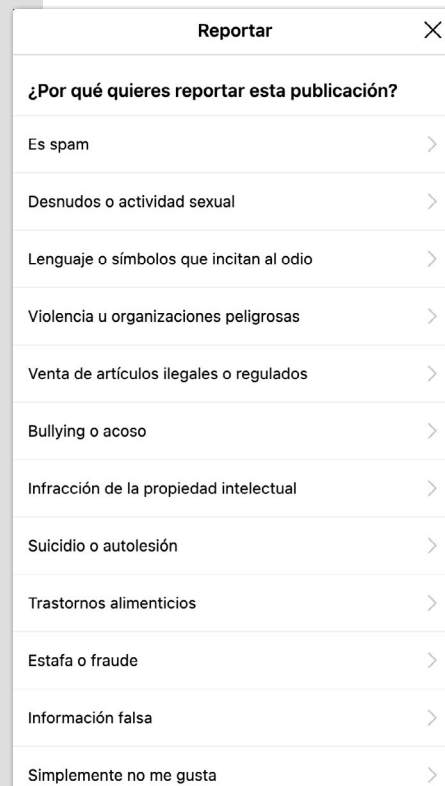 Reportar
¿Por qué quieres reportar esta publicación?
Es spam
Desnudos o actividad sexual
Lenguaje o símbolos que incitan al odio
Violencia u organizaciones peligrosas
Venta de artículos ilegales o regulados
Bullying o acoso
Infracción de la propiedad intelectual
Suicidio o autolesión
Trastornos alimenticios
Estafa o fraude
Información falsa
Simplemente no me gusta